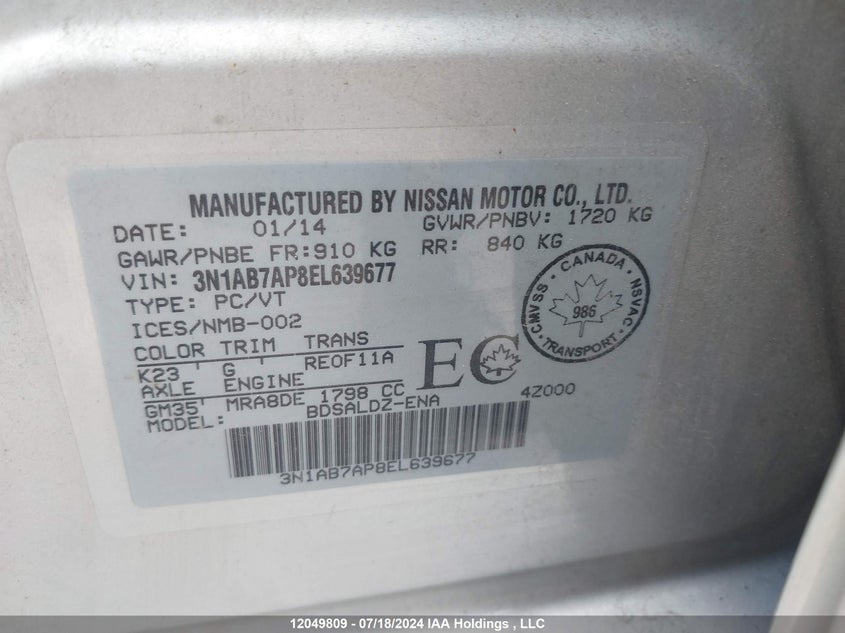 MANUFACTURED BY NISSAN MOTOR CO., LTD.
DATE: 01/14 GVWR/PNBV: 1720 KG
GAWR/PNBE FR:910 KG RR: 840 KG
VIN: 3N1AB7AP8EL639677
TYPE: PC/VT
ICES/NMB-002
COLOR TRIM TRANS
K23 G RE0F11A
AXLE ENGINE
GM35 MRA8DE 1798 CC
MODEL: BDSALDZ-ENA
EC
4Z000
CANADA
CMVSS NSVAC
986
TRANSPORT
3N1AB7AP8EL639677
12049809 - 07/18/2024 IAA Holdings , LLC